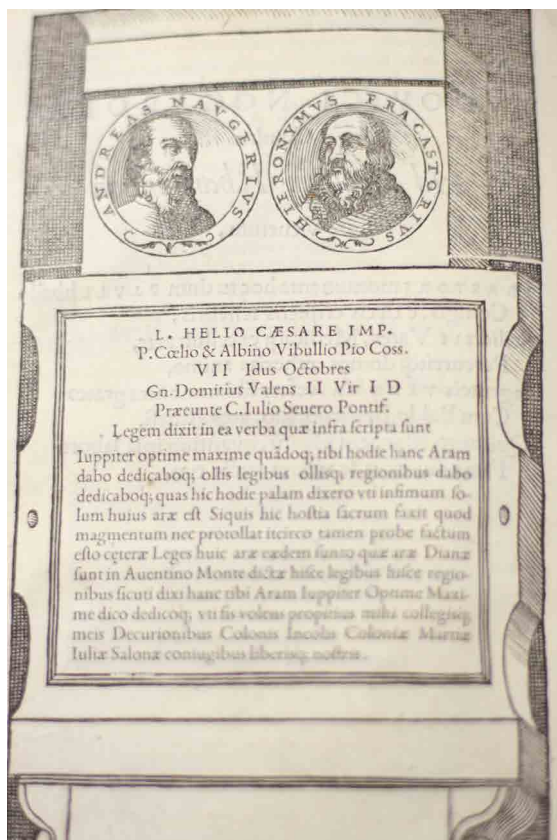 ANDREAS NAVGERIVS
HIERONYMVS FRACASTORIVS
L. HELIO CÆSARE IMP.
P. Cœlio & Albino Vibullio Pio Coss.
VII Idus Octobres
Gn. Domitius Valens II Vir I D
Præeunte C. Iulio Seuero Pontif.
Legem dixit in ea verba quæ infra ſcripta ſunt
Iuppiter optime maxime quãdoq; tibi hodie hanc Aram
dabo dedicaboq; ollis legibus olliſq; regionibus dabo
dedicaboq; quas hic hodie palam dixero vti infimum ſo-
lum huius aræ eſt Siquis hic hoſtia ſacrum faxit quod
magmentum nec protollat itcirco tamen probe factum
eſto ceteræ Leges huic aræ eædem ſunto quæ aræ Dianæ
ſunt in Auentino Monte dictæ hiſce legibus hiſce regio-
nibus ſicuti dixi hanc tibi Aram Iuppiter Optime Maxi-
me dico dedicoq; vti ſis volens propitius mihi collegiſq;
meis Decurionibus Colonis Incolis Coloniæ Martiæ
Iuliæ Salonæ coniugibus liberiſq; noſtris.